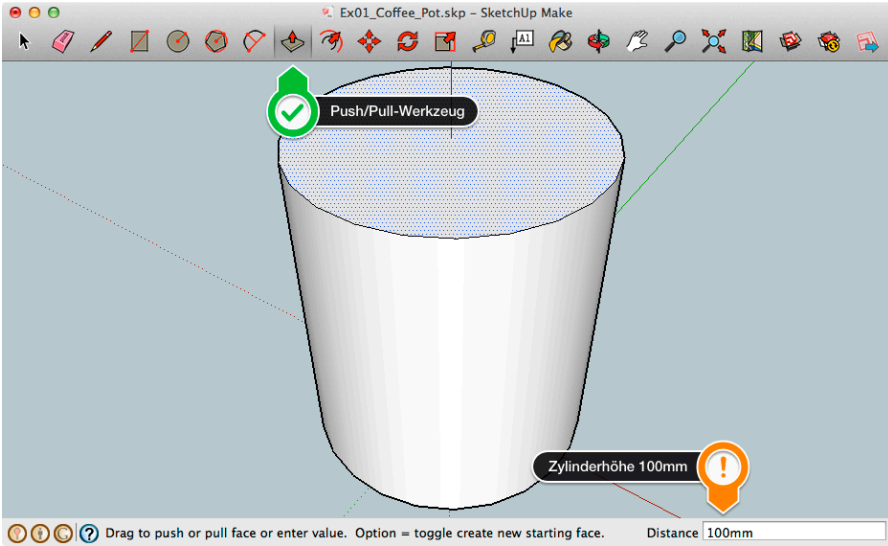 Ex01_Coffee_Pot.skp – SketchUp Make
A1
Push/Pull-Werkzeug
Zylinderhöhe 100mm
Drag to push or pull face or enter value. Option = toggle create new starting face.
Distance 100mm